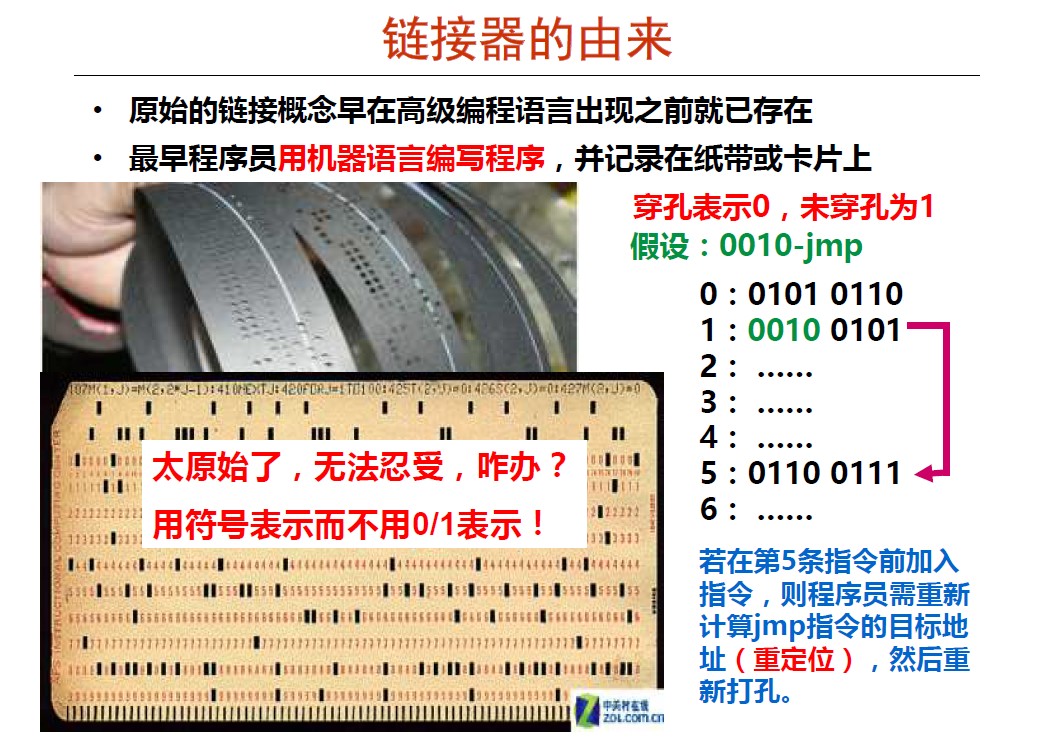 链接器的由来
• 原始的链接概念早在高级编程语言出现之前就已存在
• 最早程序员用机器语言编写程序，并记录在纸带或卡片上
穿孔表示0，未穿孔为1
假设：0010-jmp
0：0101 0110
1：0010 0101
2： ......
3： ......
4： ......
5：0110 0111
6： ......
太原始了，无法忍受，咋办？
用符号表示而不用0/1表示！
若在第5条指令前加入
指令，则程序员需重新
计算jmp指令的目标地
址（重定位），然后重
新打孔。
中关村在线
ZOL.COM.CN